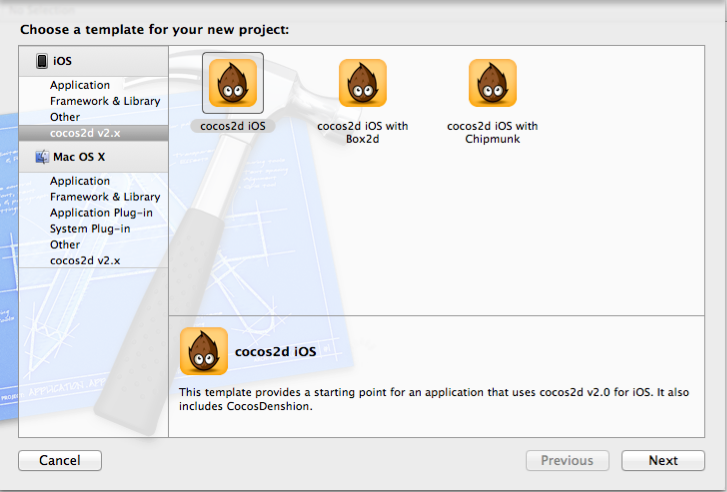 Choose a template for your new project:
iOS
Application
Framework & Library
Other
cocos2d v2.x
Mac OS X
Application
Framework & Library
Application Plug-in
System Plug-in
Other
cocos2d v2.x
cocos2d iOS
cocos2d iOS with
Box2d
cocos2d iOS with
Chipmunk
cocos2d iOS
This template provides a starting point for an application that uses cocos2d v2.0 for iOS. It also
includes CocosDenshion.
Cancel
Previous
Next